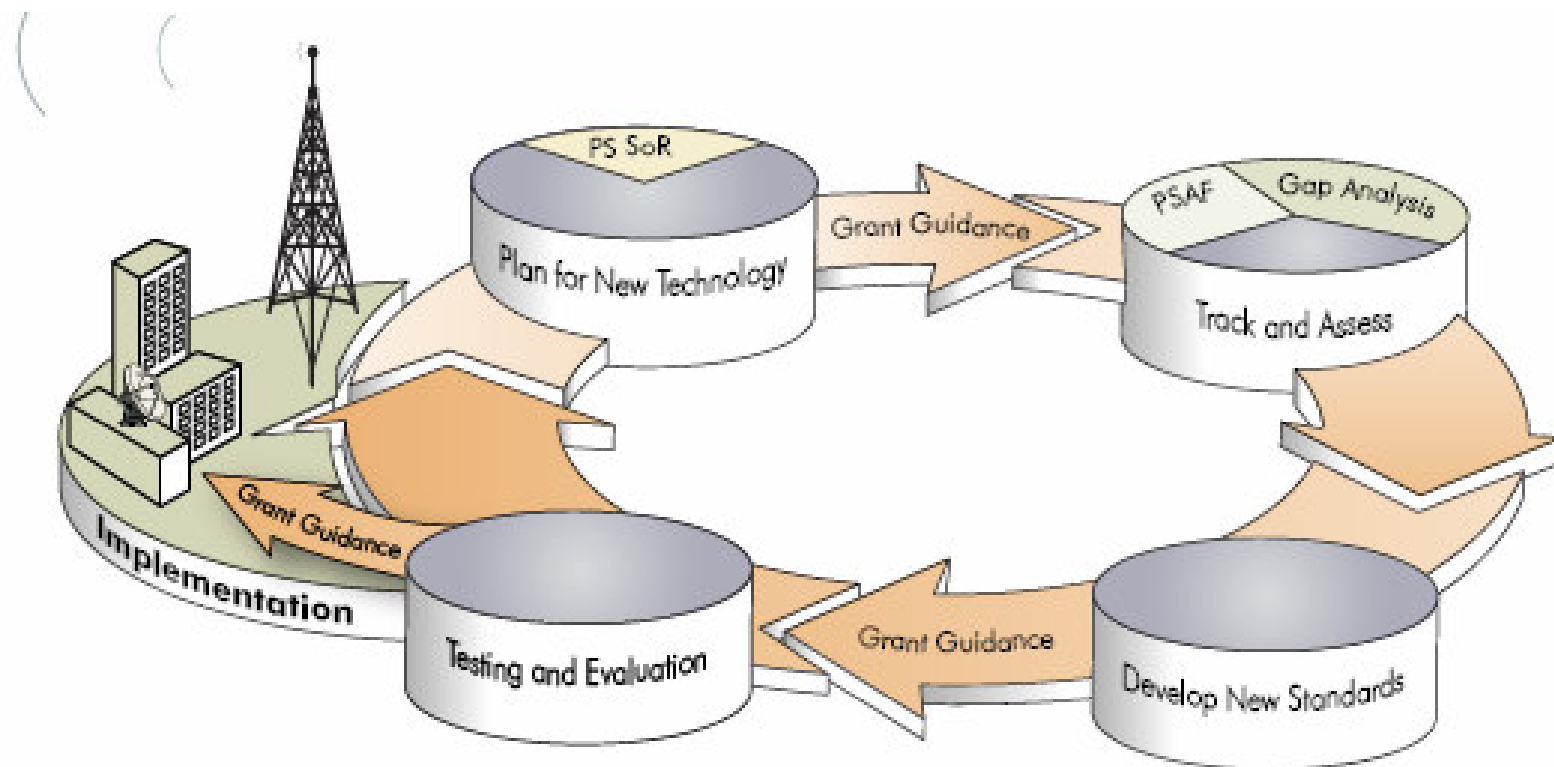 PS SoR
Plan for New Technology
Grant Guidance
PSAF
Gap Analysis
Track and Assess
Develop New Standards
Grant Guidance
Testing and Evaluation
Grant Guidance
Implementation